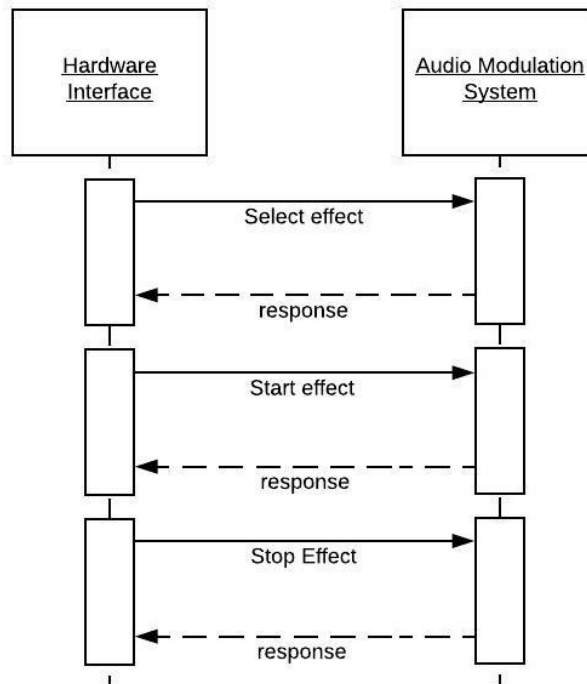 Hardware
Interface
Audio Modulation
System
Select effect
response
Start effect
response
Stop Effect
response